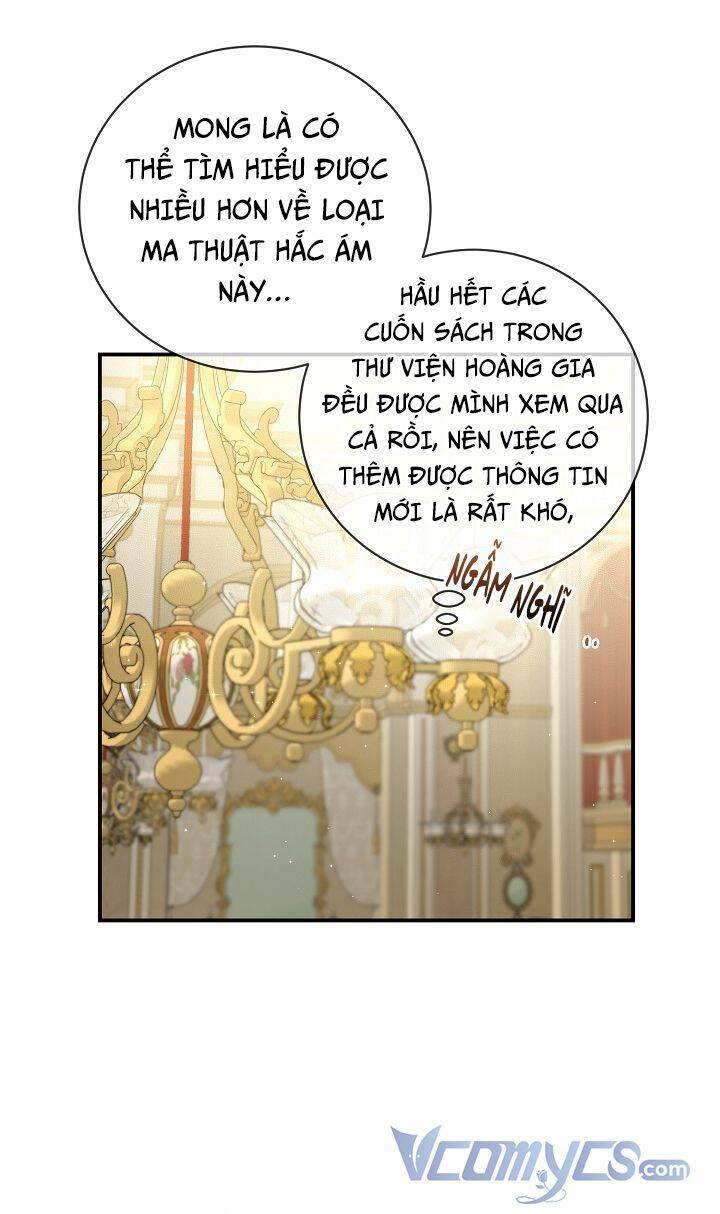 MONG LÀ CÓ
THỂ TÌM HIỂU ĐƯỢC
NHIỀU HƠN VỀ LOẠI
MA THUẬT HẮC ÁM
NÀY...
HẦU HẾT CÁC
CUỐN SÁCH TRONG
THƯ VIỆN HOÀNG GIA
ĐỀU ĐƯỢC MÌNH XEM QUA
CẢ RỒI, NÊN VIỆC CÓ
THÊM ĐƯỢC THÔNG TIN
MỚI LÀ RẤT KHÓ,
NGẪM NGHĨ
..
VCOMYCS.com